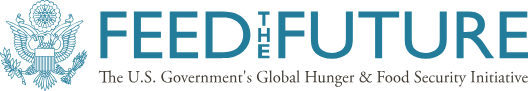 FEED THE FUTURE
The U.S. Government's Global Hunger & Food Security Initiative